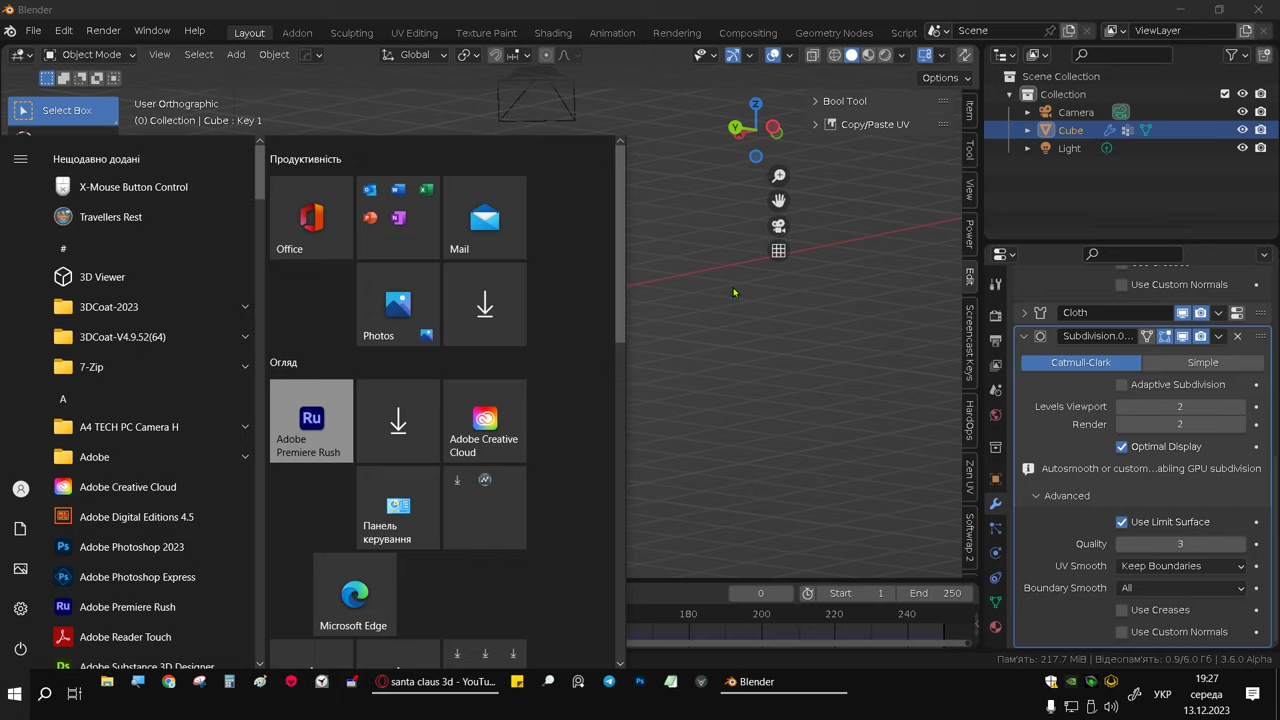 Blender
File
Edit
Render
Window
Help
Layout
Addon
Sculpting
UV Editing
Texture Paint
Shading
Animation
Rendering
Compositing
Geometry Nodes
Script
Scene
ViewLayer
Object Mode
View
Select
Add
Object
Global
Options
Select Box
User Orthographic
(0) Collection | Cube : Key 1
Bool Tool
Copy/Paste UV
Item
Tool
View
Power
Edit
Screencast Keys
HardOps
Zen UV
Softwrap 2
Z
Y
Scene Collection
Collection
Camera
Cube
Light
Use Custom Normals
Cloth
Subdivision.0...
Catmull-Clark
Simple
Adaptive Subdivision
Levels Viewport 2
Render 2
Optimal Display
Autosmooth or custom...abling GPU subdivision
Advanced
Use Limit Surface
Quality 3
UV Smooth Keep Boundaries
Boundary Smooth All
Use Creases
Use Custom Normals
Нещодавно додані
X-Mouse Button Control
Travellers Rest
#
3D Viewer
3DCoat-2023
3DCoat-V4.9.52(64)
7-Zip
A
A4 TECH PC Camera H
Adobe
Adobe Creative Cloud
Adobe Digital Editions 4.5
Adobe Photoshop 2023
Adobe Photoshop Express
Adobe Premiere Rush
Adobe Reader Touch
Adobe Substance 3D Designer
Продуктивність
Office
Mail
Photos
Огляд
Ru
Adobe
Premiere Rush
Adobe Creative
Cloud
Панель
керування
Microsoft Edge
0
Start 1
End 250
180
200
220
240
Пам'ять: 217.7 MiB | Відеопам'ять: 0.9/6.0 Гб | 3.6.0 Alpha
santa claus 3d - YouTu...
Ps
Blender
УКР
19:27
середа
13.12.2023